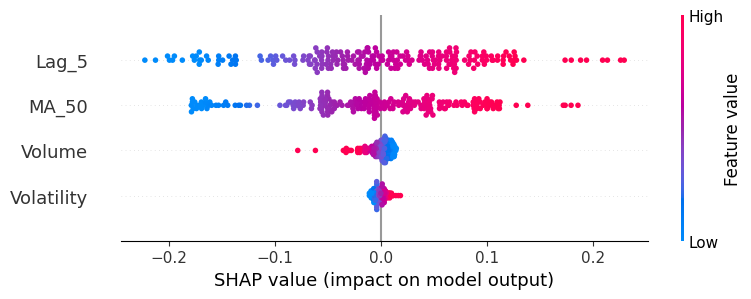 High
Lag_5
MA_50
Volume
Volatility
Feature value
Low
−0.2 −0.1 0.0 0.1 0.2
SHAP value (impact on model output)